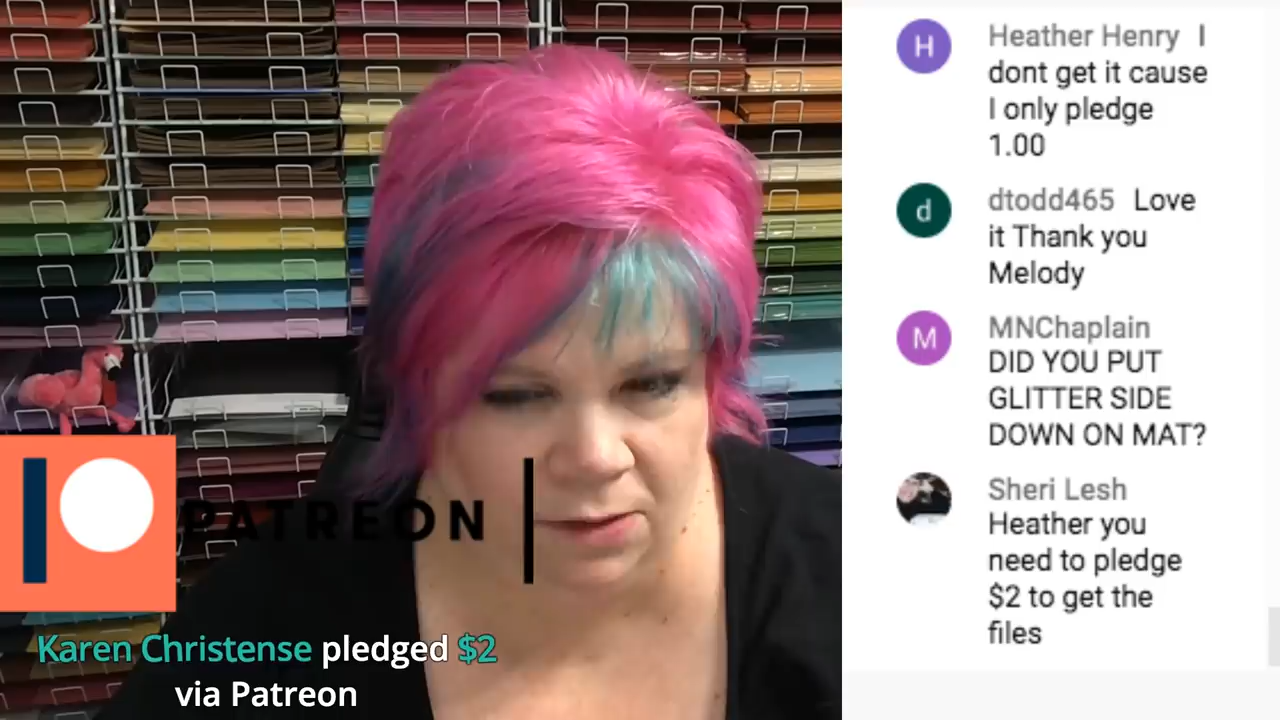 PATREON
Karen Christense pledged $2
via Patreon
H
Heather Henry I
dont get it cause
I only pledge
1.00
d
dtodd465 Love
it Thank you
Melody
M
MNChaplain
DID YOU PUT
GLITTER SIDE
DOWN ON MAT?
Sheri Lesh
Heather you
need to pledge
$2 to get the
files